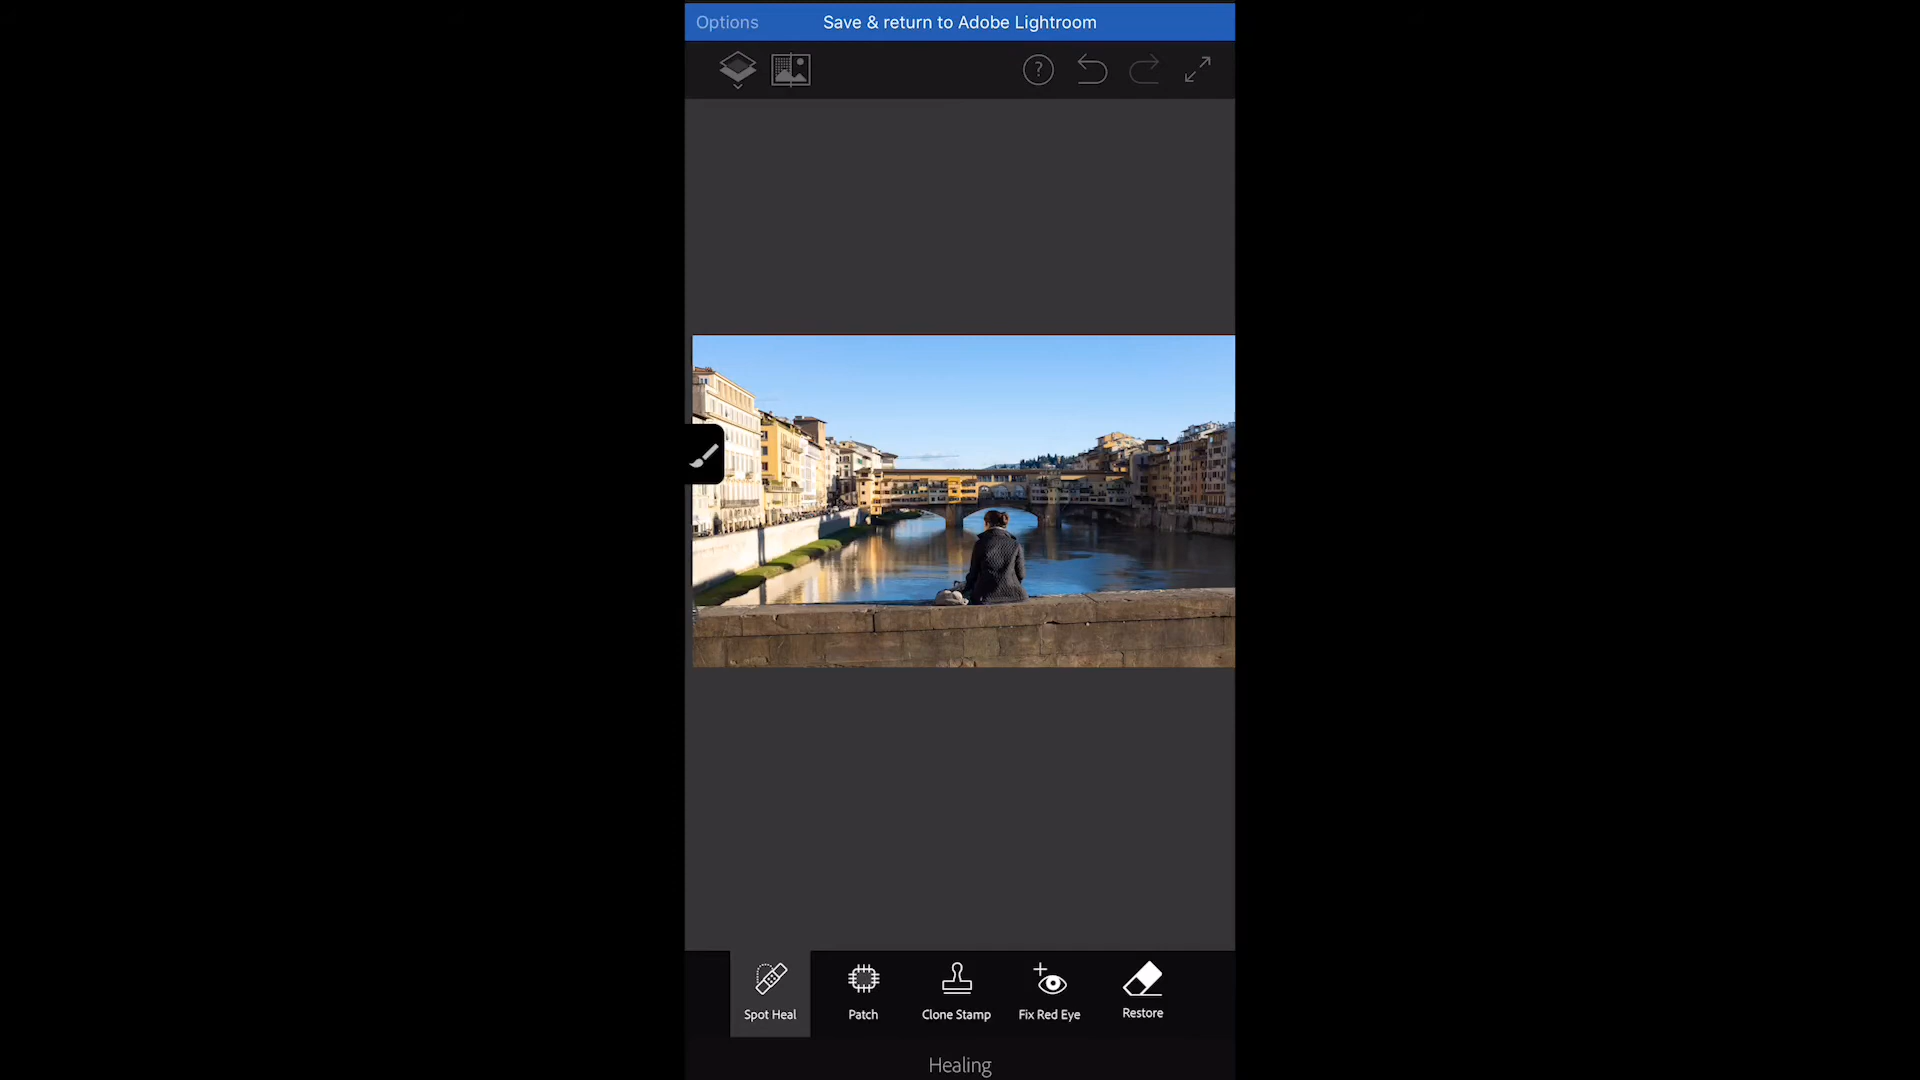 Options
Save & return to Adobe Lightroom
?
Spot Heal
Patch
Clone Stamp
Fix Red Eye
Restore
Healing